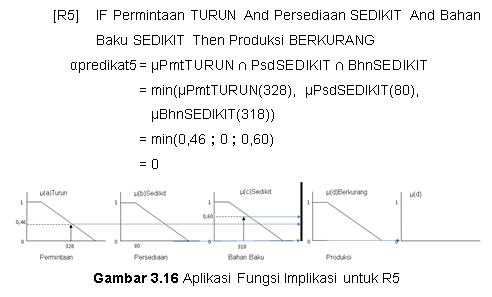 [R5] IF Permintaan TURUN And Persediaan SEDIKIT And Bahan
Baku SEDIKIT Then Produksi BERKURANG
αpredikat5 = μPmtTURUN ∩ PsdSEDIKIT ∩ BhnSEDIKIT
= min(μPmtTURUN(328), μPsdSEDIKIT(80),
μBhnSEDIKIT(318))
= min(0,46 ; 0 ; 0,60)
= 0
μ(a)Turun μ(b)Sedikit μ(c)Sedikit μ(d)Berkurang μ(d)
1 1 1 1 1
0,46 0,60
0 0 0 0 0
328 80 318
Permintaan Persediaan Bahan Baku Produksi
Gambar 3.16 Aplikasi Fungsi Implikasi untuk R5